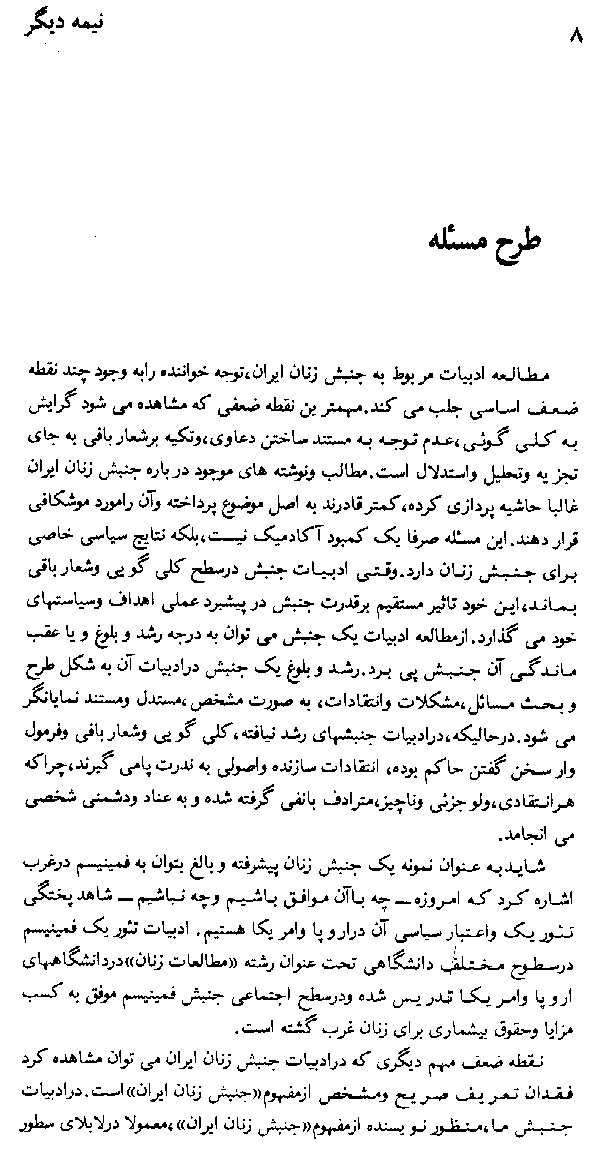 ۸
نیمه دیگر
طرح مسئله
مطالعه ادبیات مربوط به جنبش زنان ایران، توجه خواننده رابه وجود چند نقطه
ضعف اساسی جلب می کند. مهمترین نقطه ضعفی که مشاهده می شود گرایش
به کلی گوئی، عدم توجه به مستند ساختن دعاوی، وتکیه برشعار بافی به جای
تجزیه وتحلیل واستدلال است. مطالب ونوشته های موجود در باره جنبش زنان ایران
غالبا حاشیه پردازی کرده، کمتر قادرند به اصل موضوع پرداخته وآن رامورد موشکافی
قرار دهند. این مسئله صرفا یک کمبود آکادمیک نیست، بلکه نتایج سیاسی خاصی
برای جنبش زنان دارد. وقتی ادبیات جنبش درسطح کلی گویی وشعار بافی
بماند، این خود تاثیر مستقیم برقدرت جنبش در پیشبرد عملی اهداف وسیاستهای
خود می گذارد. ازمطالعه ادبیات یک جنبش می توان به درجه رشد و بلوغ و یا عقب
ماندگی آن جنبش پی برد. رشد و بلوغ یک جنبش درادبیات آن به شکل طرح
و بحث مسائل، مشکلات وانتقادات، به صورت مشخص، مستدل ومستند نمایانگر
می شود. درحالیکه، درادبیات جنبشهای رشد نیافته، کلی گویی وشعار بافی وفرمول
وار سخن گفتن حاکم بوده، انتقادات سازنده واصولی به ندرت پامی گیرند، چراکه
هرانتقادی، ولو جزئی وناچیز، مترادف بانفی گرفته شده و به عناد ودشمنی شخصی
می انجامد.
شایدبه عنوان نمونه یک جنبش زنان پیشرفته و بالغ بتوان به فمینیسم درغرب
اشاره کرد که امروزه — چه باآن موافق باشیم وچه نباشیم — شاهد پختگی
تئوریک واعتبار سیاسی آن دراروپا وامریکا هستیم. ادبیات تئوریک فمینیسم
درسطوح مختلف دانشگاهی تحت عنوان رشته «مطالعات زنان» دردانشگاههای
اروپا وامریکا تدریس شده ودرسطح اجتماعی جنبش فمینیسم موفق به کسب
مزایا وحقوق بیشماری برای زنان غرب گشته است.
نقطه ضعف مهم دیگری که درادبیات جنبش زنان ایران می توان مشاهده کرد
فقدان تعریف صریح ومشخص ازمفهوم «جنبش زنان ایران» است. درادبیات
جنبش ما، منظور نویسنده ازمفهوم «جنبش زنان ایران»، معمولا درلابلای سطور